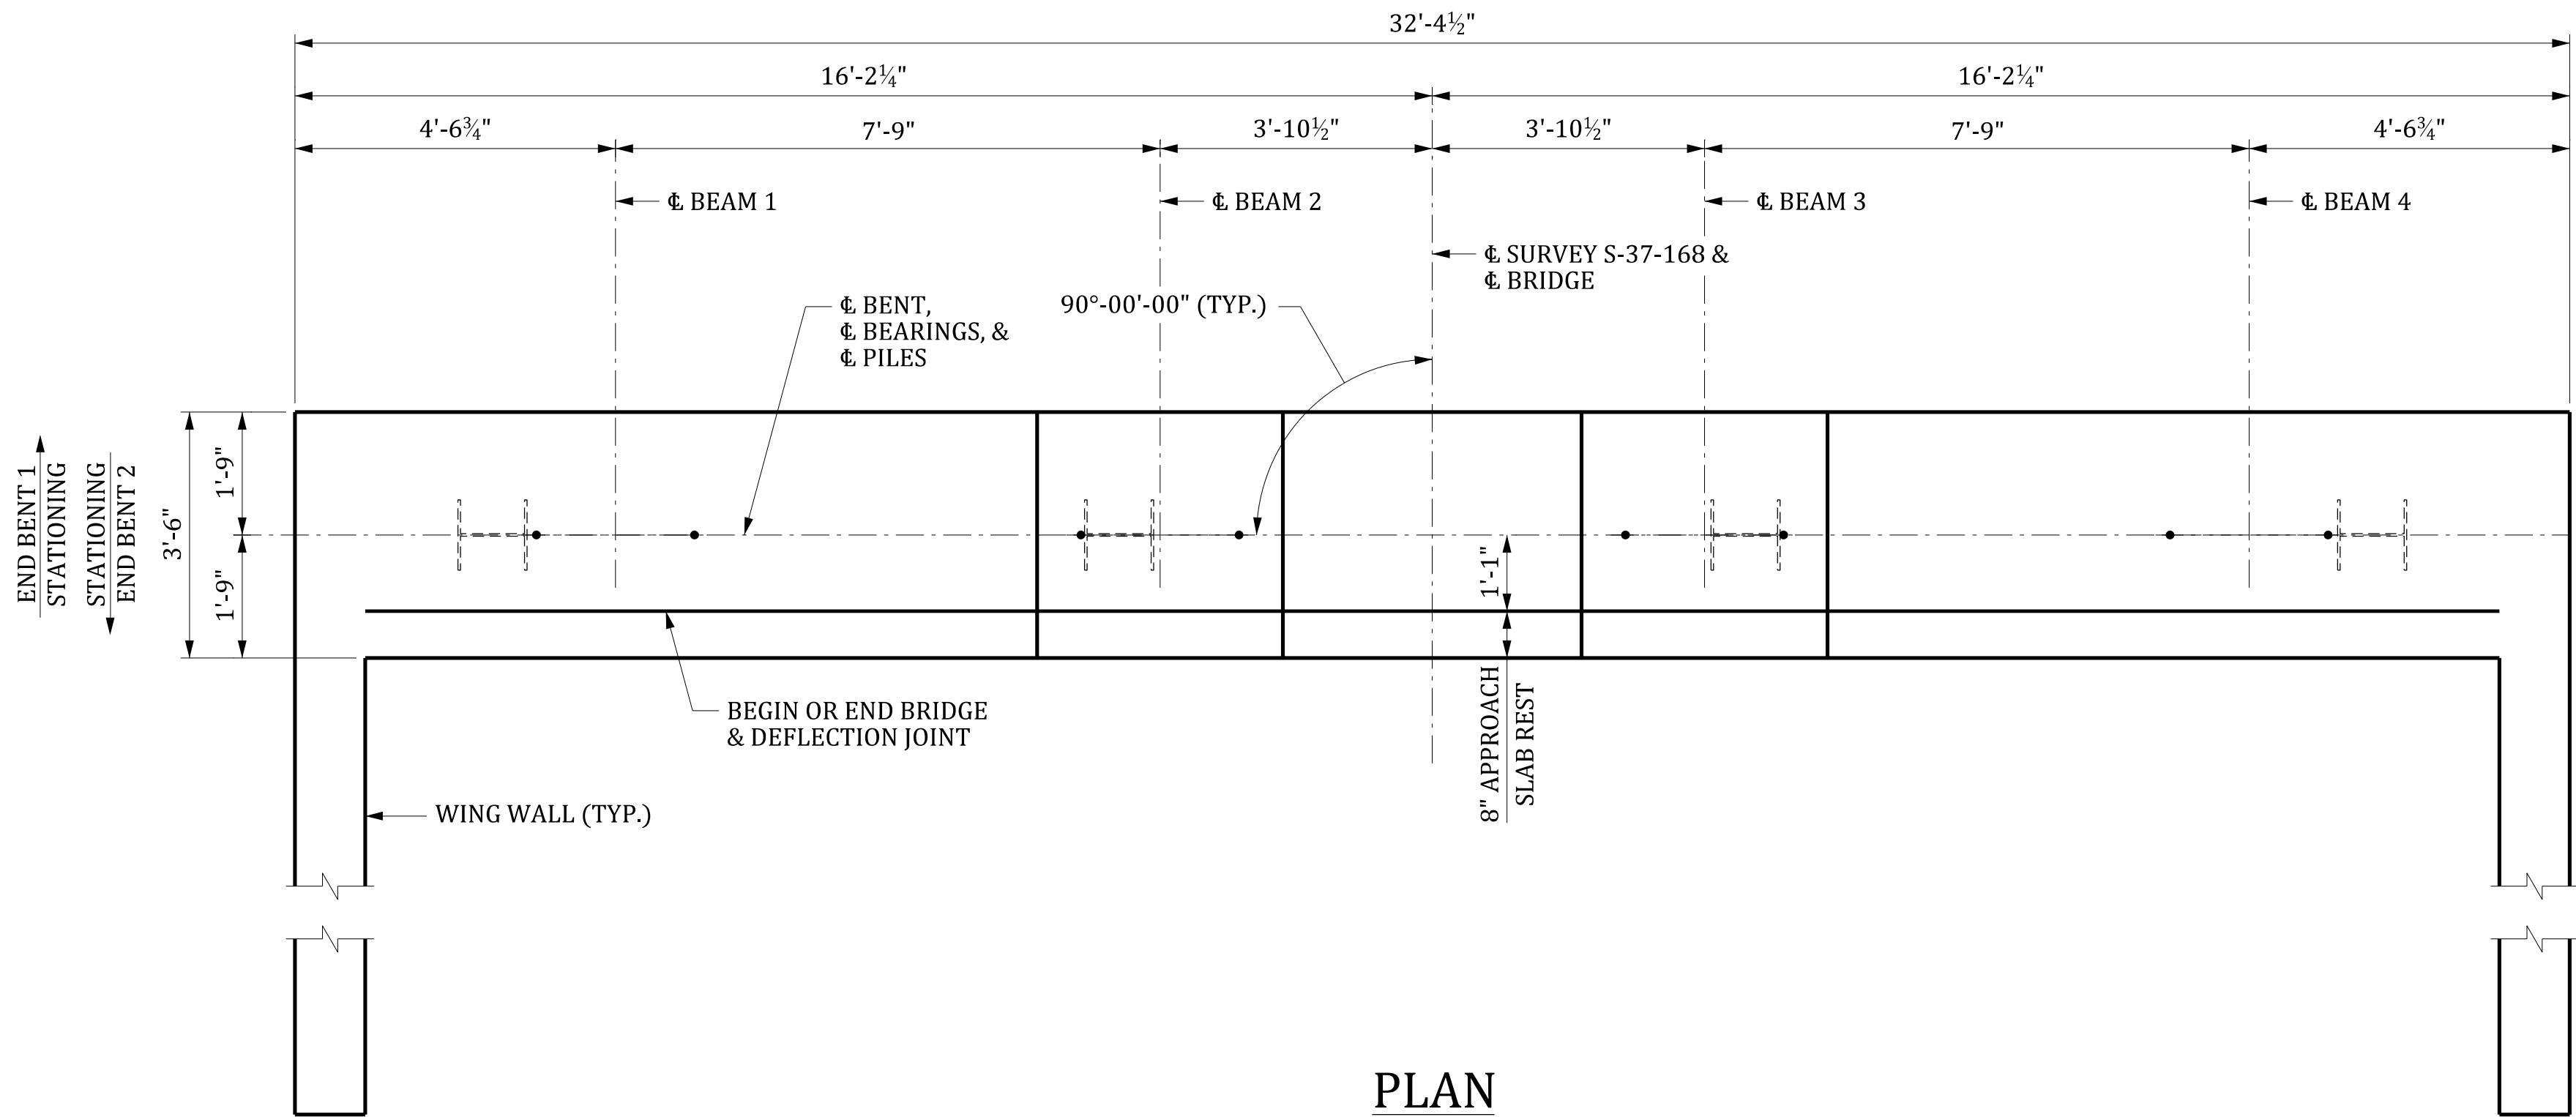 32'-4½"
16'-2¼"
16'-2¼"
4'-6¾"
7'-9"
3'-10½"
3'-10½"
7'-9"
4'-6¾"
℄ BEAM 1
℄ BEAM 2
℄ BEAM 3
℄ BEAM 4
℄ SURVEY S-37-168 &
℄ BRIDGE
℄ BENT,
℄ BEARINGS, &
℄ PILES
90°-00'-00" (TYP.)
END BENT 1
STATIONING
STATIONING
END BENT 2
3'-6"
1'-9"
1'-9"
1'-1"
8" APPROACH
SLAB REST
BEGIN OR END BRIDGE
& DEFLECTION JOINT
WING WALL (TYP.)
PLAN